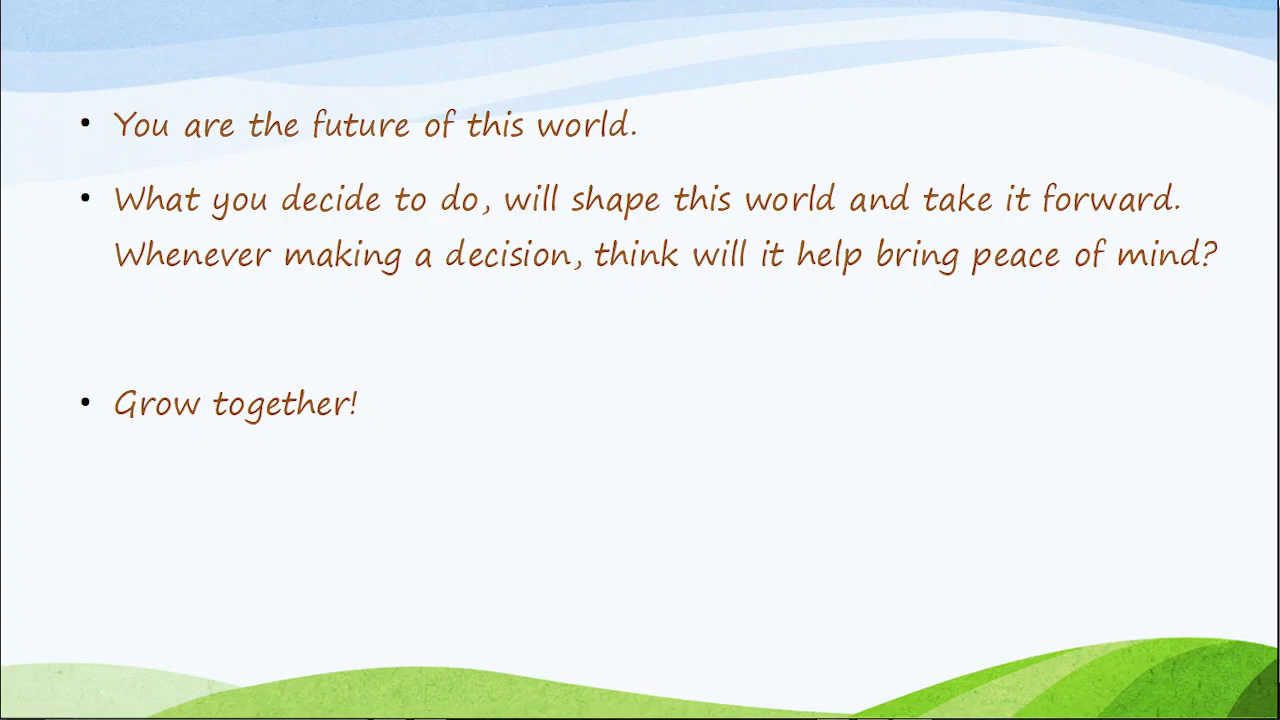 • You are the future of this world.
• What you decide to do, will shape this world and take it forward.
Whenever making a decision, think will it help bring peace of mind?
• Grow together!